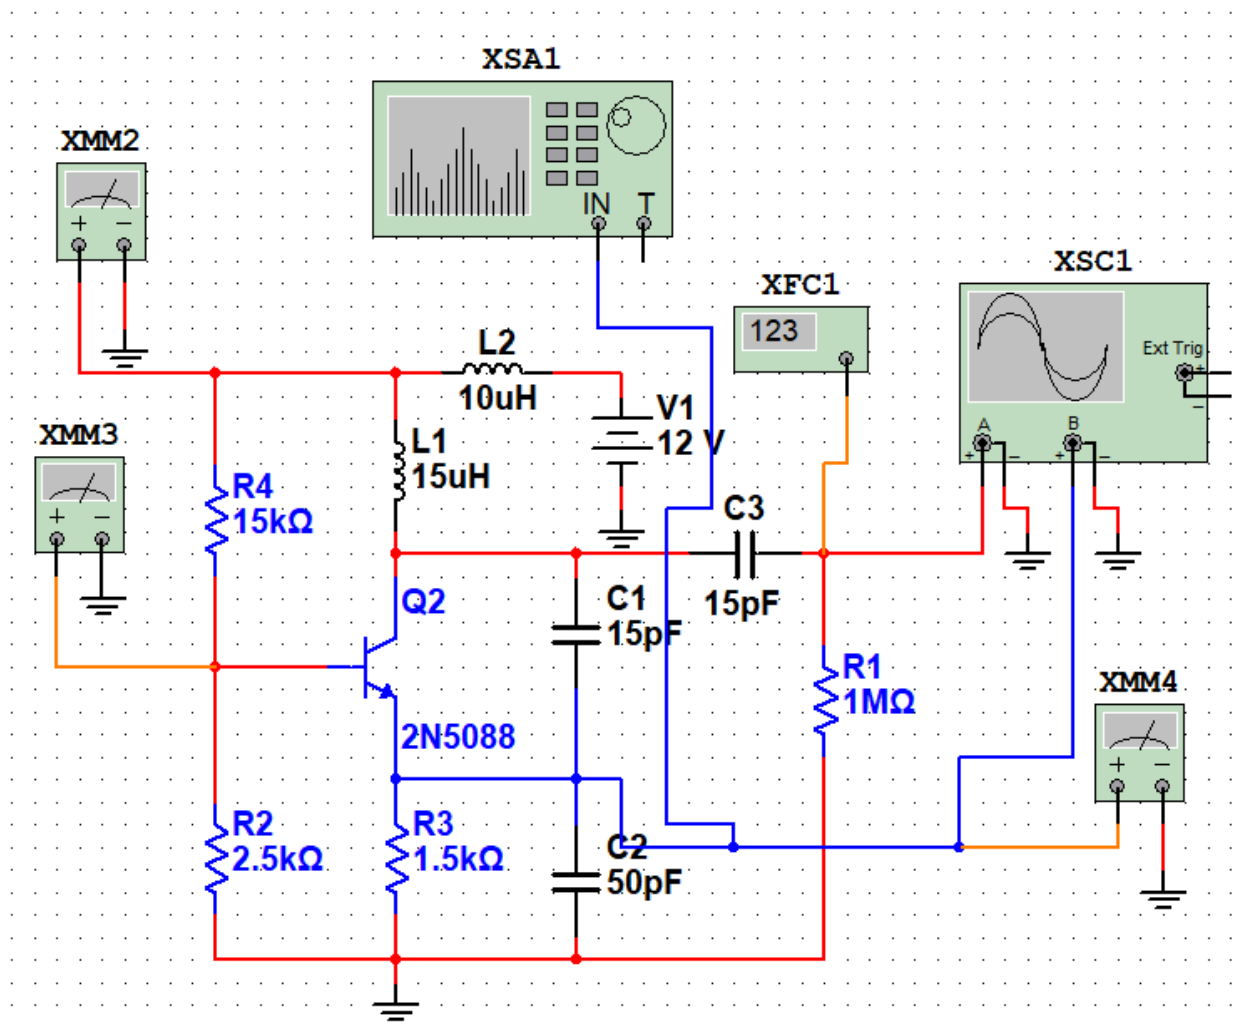 XSA1
XMM2
IN T
+ −
XSC1
XFC1
123
Ext Trig
+
−
L2
10uH
V1
12 V
XMM3
+ −
L1
15uH
A B
+ − + −
R4
15kΩ
C3
15pF
Q2
C1
15pF
R1
1MΩ
XMM4
+ −
2N5088
R2
2.5kΩ
R3
1.5kΩ
C2
50pF